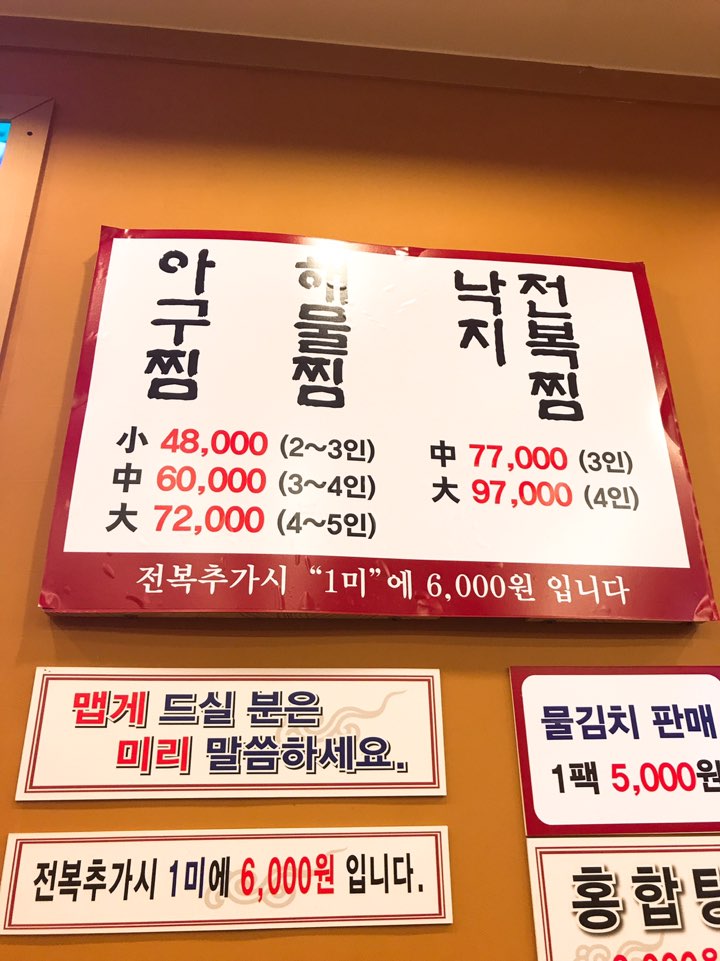 아구찜
해물찜
낙지
전복찜
小 48,000 (2~3인)
中 60,000 (3~4인)
大 72,000 (4~5인)
中 77,000 (3인)
大 97,000 (4인)
전복추가시 “1미”에 6,000원 입니다
맵게 드실 분은
미리 말씀하세요.
전복추가시 1미에 6,000원 입니다.
물김치 판매
1팩 5,000원
홍합탕